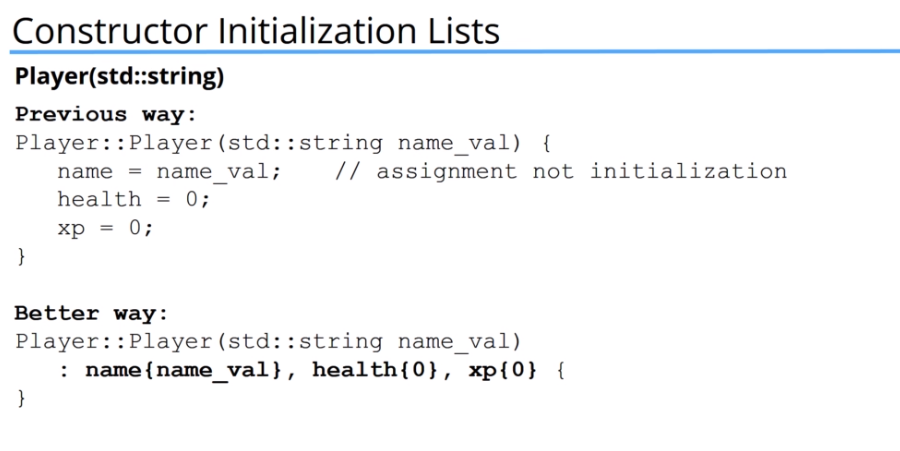 Constructor Initialization Lists
Player(std::string)
Previous way:
Player::Player(std::string name_val) {
name = name_val; // assignment not initialization
health = 0;
xp = 0;
}
Better way:
Player::Player(std::string name_val)
: name{name_val}, health{0}, xp{0} {
}